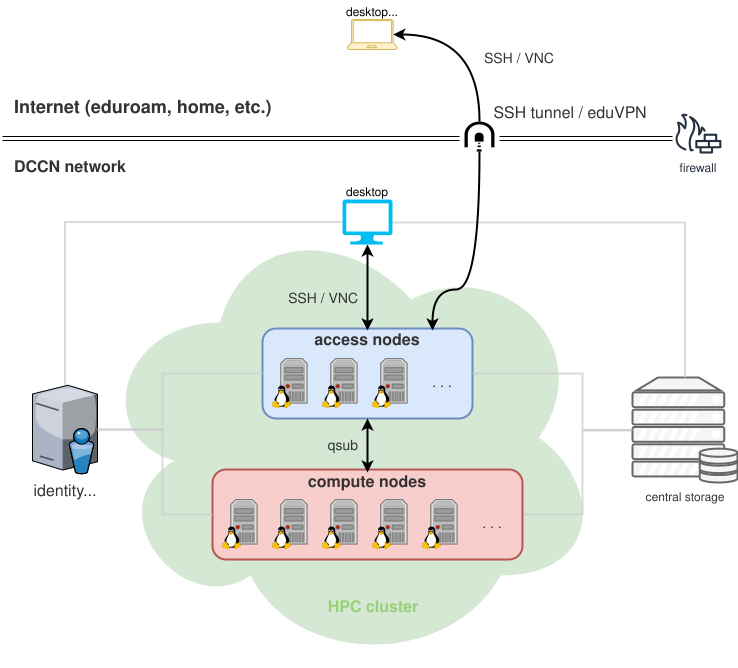 desktop...
SSH / VNC
Internet (eduroam, home, etc.)
SSH tunnel / eduVPN
DCCN network
firewall
desktop
SSH / VNC
access nodes
. . .
qsub
compute nodes
. . .
identity...
central storage
HPC cluster